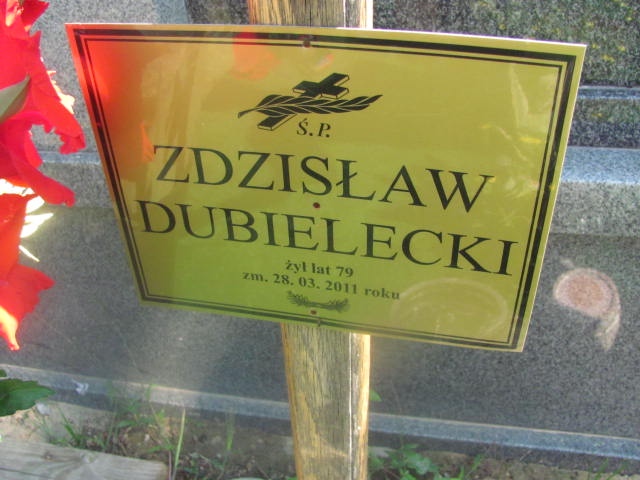 Ś.P.
ZDZISŁAW
DUBIELECKI
żył lat 79
zm. 28. 03. 2011 roku